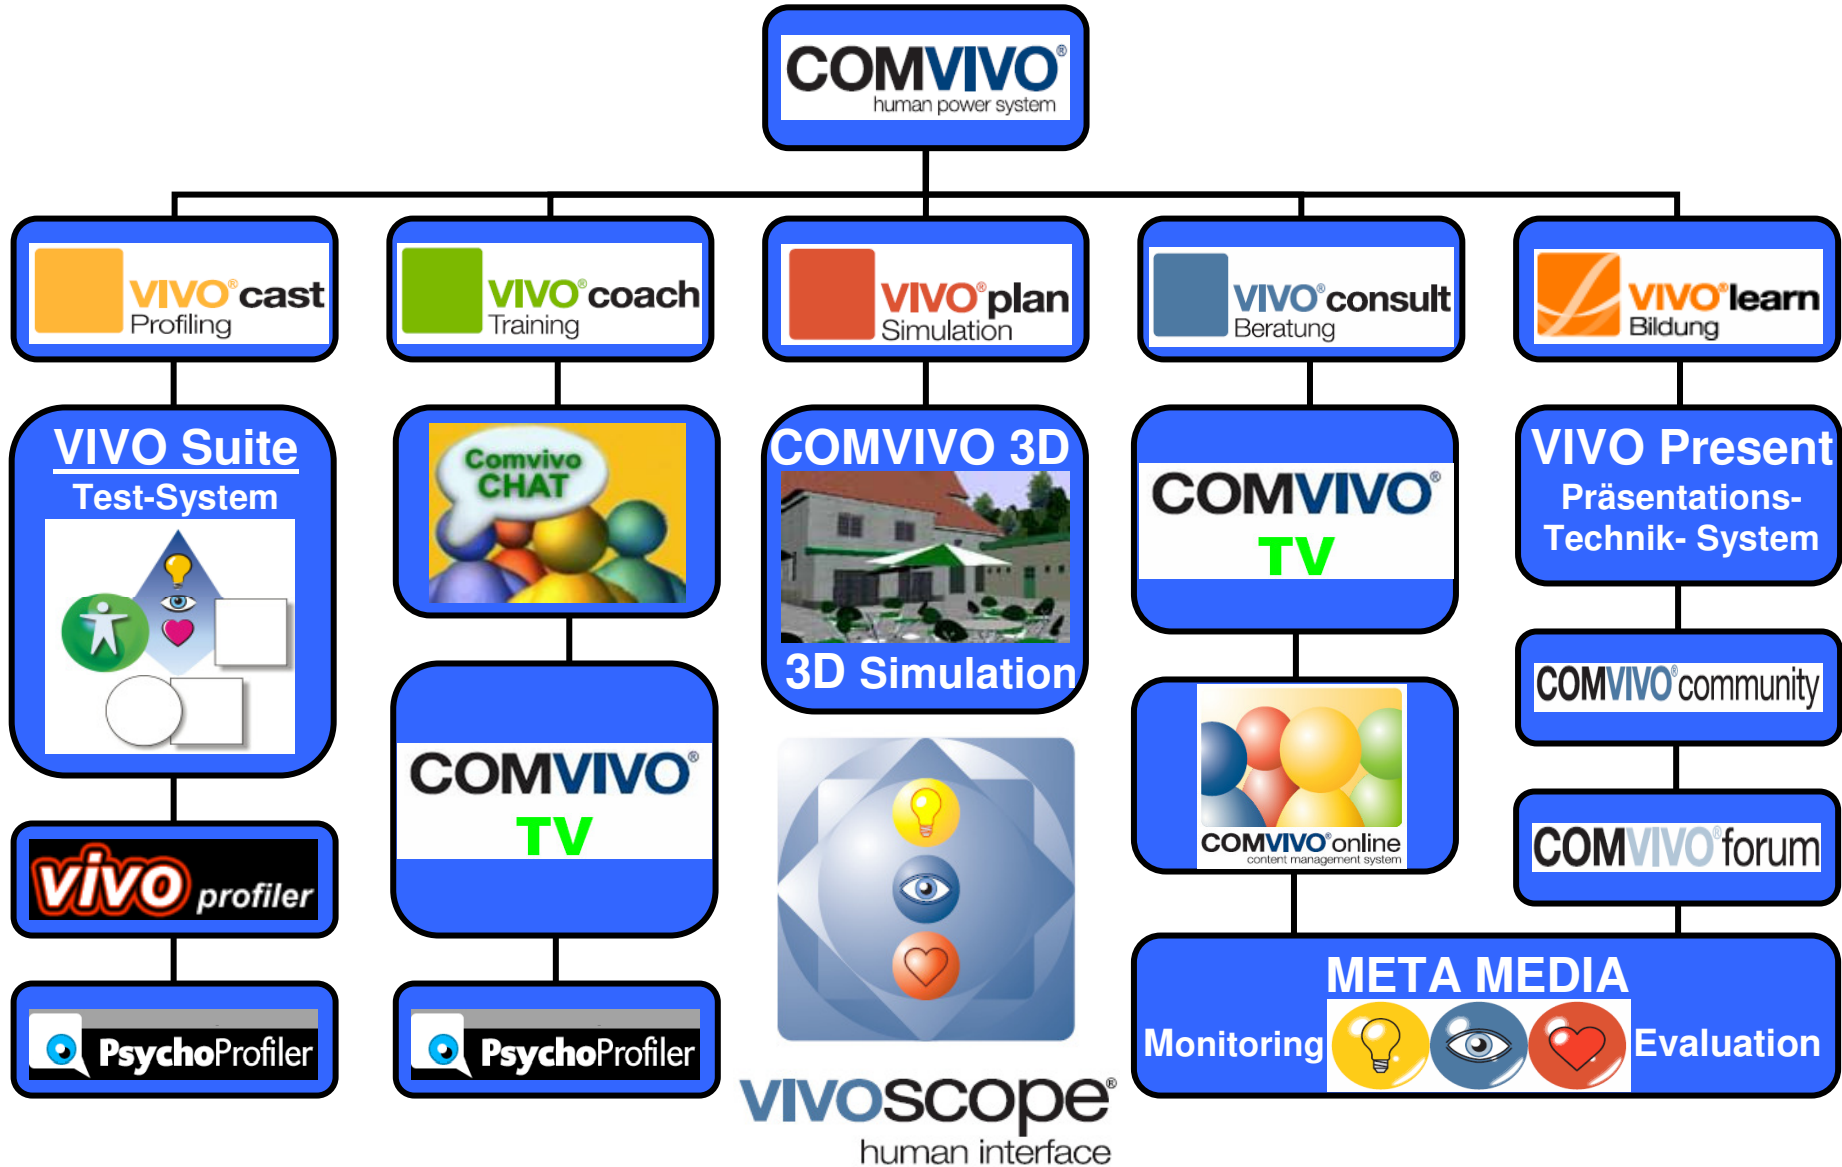 COMVIVO®
human power system
VIVO®cast
Profiling
VIVO®coach
Training
VIVO®plan
Simulation
VIVO®consult
Beratung
VIVO®learn
Bildung
VIVO Suite
Test-System
vivo profiler
PsychoProfiler
Comvivo
CHAT
COMVIVO®
TV
PsychoProfiler
COMVIVO 3D
3D Simulation
VIVOSCOPE®
human interface
COMVIVO®
TV
COMVIVO®online
content management system
VIVO Present
Präsentations-
Technik- System
COMVIVO®community
COMVIVO®forum
META MEDIA
Monitoring
Evaluation